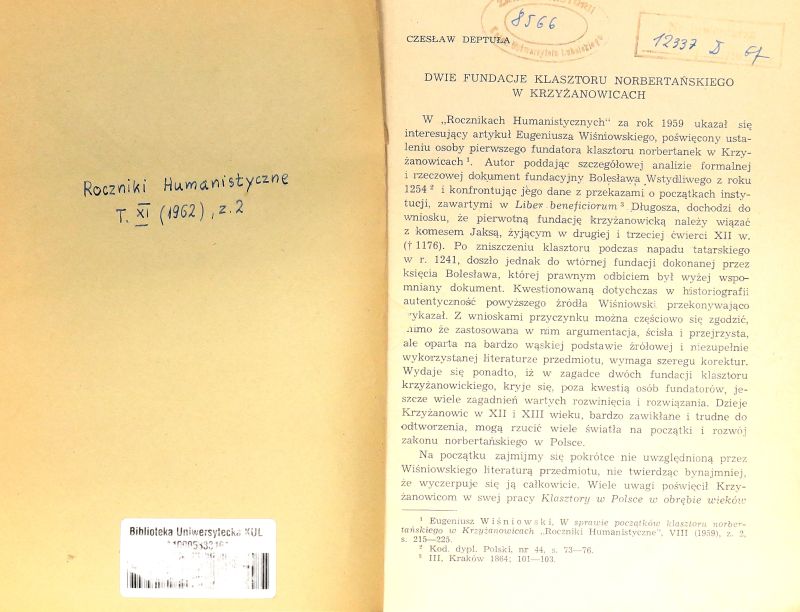 Roczniki Humanistyczne
T. XI (1962), z. 2
Biblioteka Uniwersytecka KUL
8566
12337 D
CZESŁAW DEPTUŁA
DWIE FUNDACJE KLASZTORU NORBERTAŃSKIEGO
W KRZYŻANOWICACH
W „Rocznikach Humanistycznych" za rok 1959 ukazał się
interesujący artykuł Eugeniusza Wiśniowskiego, poświęcony usta-
leniu osoby pierwszego fundatora klasztoru norbertanek w Krzy-
żanowicach¹. Autor poddając szczegółowej analizie formalnej
i rzeczowej dokument fundacyjny Bolesława Wstydliwego z roku
1254² i konfrontując jego dane z przekazami o początkach insty-
tucji, zawartymi w Liber beneficiorum³ Długosza, dochodzi do
wniosku, że pierwotną fundację krzyżanowicką należy wiązać
z komesem Jaksą, żyjącym w drugiej i trzeciej ćwierci XII w.
(† 1176). Po zniszczeniu klasztoru podczas napadu tatarskiego
w r. 1241, doszło jednak do wtórnej fundacji dokonanej przez
księcia Bolesława, której prawnym odbiciem był wyżej wspo-
mniany dokument. Kwestionowaną dotychczas w historiografii
autentyczność powyższego źródła Wiśniowski przekonywająco
wykazał. Z wnioskami przyczynku można częściowo się zgodzić,
mimo że zastosowana w nim argumentacja, ścisła i przejrzysta,
ale oparta na bardzo wąskiej podstawie źrółowej i niezupełnie
wykorzystanej literaturze przedmiotu, wymaga szeregu korektur.
Wydaje się ponadto, iż w zagadce dwóch fundacji klasztoru
krzyżanowickiego, kryje się, poza kwestią osób fundatorów, je-
szcze wiele zagadnień wartych rozwinięcia i rozwiązania. Dzieje
Krzyżanowic w XII i XIII wieku, bardzo zawikłane i trudne do
odtworzenia, mogą rzucić wiele światła na początki i rozwój
zakonu norbertańskiego w Polsce.
Na początku zajmijmy się pokrótce nie uwzględnioną przez
Wiśniowskiego literaturą przedmiotu, nie twierdząc bynajmniej,
że wyczerpuje się ją całkowicie. Wiele uwagi poświęcił Krzy-
żanowicom w swej pracy Klasztory w Polsce w obrębie wieków
¹ Eugeniusz Wiśniowski, W sprawie początków klasztoru norber-
tańskiego w Krzyżanowicach „Roczniki Humanistyczne", VIII (1959), z. 2,
s. 215—225.
² Kod. dypl. Polski, nr 44, s. 73—76.
³ III, Kraków 1864; 101—103.